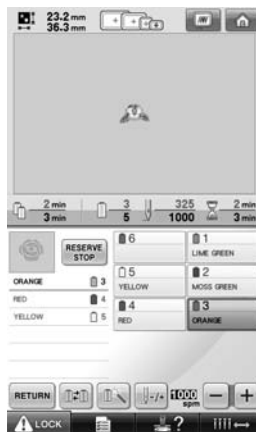 23.2 mm
36.3 mm
2 min
3 min
3
5
325
1000
2 min
3 min
RESERVE
STOP
ORANGE 3
RED 4
YELLOW 5
6
1
LIME GREEN
5
YELLOW
2
MOSS GREEN
4
RED
3
ORANGE
RETURN
1000
spm
LOCK
?